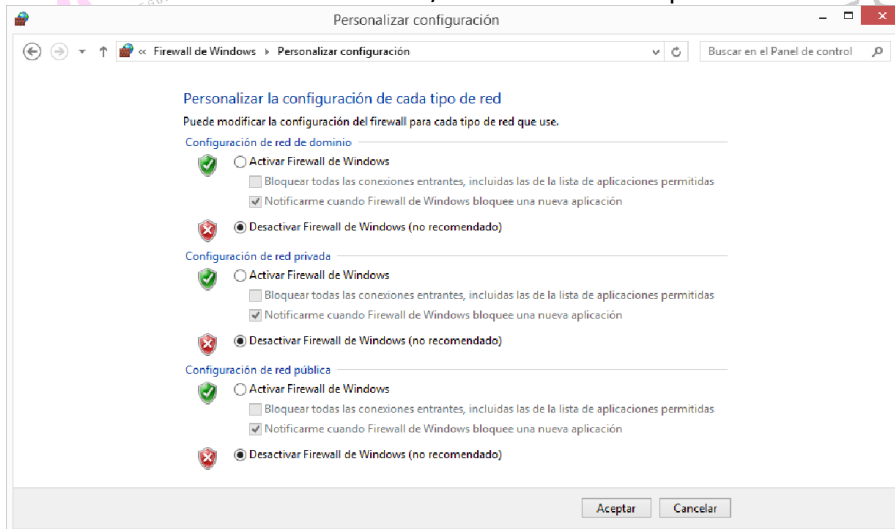 Personalizar configuración
« Firewall de Windows Personalizar configuración
Buscar en el Panel de control
Personalizar la configuración de cada tipo de red
Puede modificar la configuración del firewall para cada tipo de red que use.
Configuración de red de dominio
Activar Firewall de Windows
Bloquear todas las conexiones entrantes, incluidas las de la lista de aplicaciones permitidas
Notificarme cuando Firewall de Windows bloquee una nueva aplicación
Desactivar Firewall de Windows (no recomendado)
Configuración de red privada
Activar Firewall de Windows
Bloquear todas las conexiones entrantes, incluidas las de la lista de aplicaciones permitidas
Notificarme cuando Firewall de Windows bloquee una nueva aplicación
Desactivar Firewall de Windows (no recomendado)
Configuración de red pública
Activar Firewall de Windows
Bloquear todas las conexiones entrantes, incluidas las de la lista de aplicaciones permitidas
Notificarme cuando Firewall de Windows bloquee una nueva aplicación
Desactivar Firewall de Windows (no recomendado)
Aceptar Cancelar